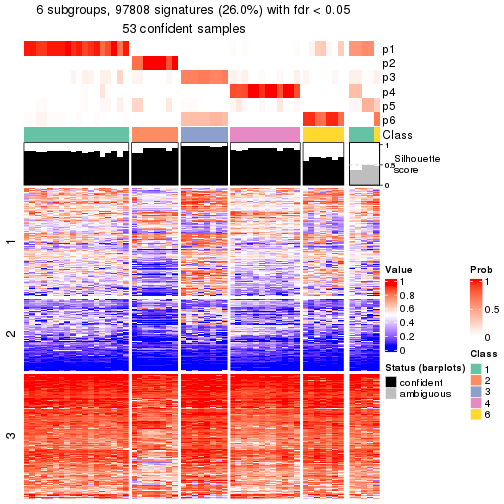 6 subgroups, 97808 signatures (26.0%) with fdr < 0.05
53 confident samples
p1
p2
p3
p4
p5
p6
Class
1
0.5
0
Silhouette
score
1
2
3
Value
1
0.8
0.6
0.4
0.2
0
Status (barplots)
confident
ambiguous
Prob
1
0.5
0
Class
1
2
3
4
6